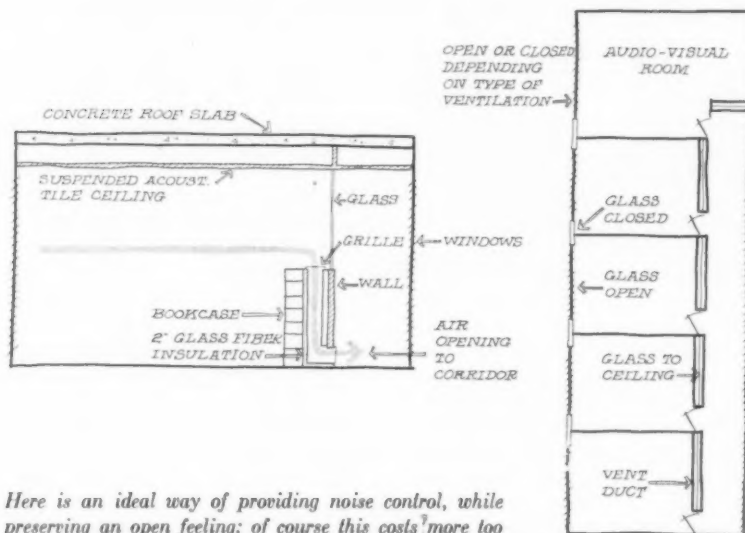 CONCRETE ROOF SLAB
SUSPENDED ACOUST.
TILE CEILING
GLASS
GRILLE
WINDOWS
BOOKCASE
WALL
2" GLASS FIBER
INSULATION
AIR
OPENING
TO
CORRIDOR
OPEN OR CLOSED
DEPENDING
ON TYPE OF
VENTILATION
AUDIO-VISUAL
ROOM
GLASS
CLOSED
GLASS
OPEN
GLASS TO
CEILING
VENT
DUCT
Here is an ideal way of providing noise control, while
preserving an open feeling; of course this costs more too